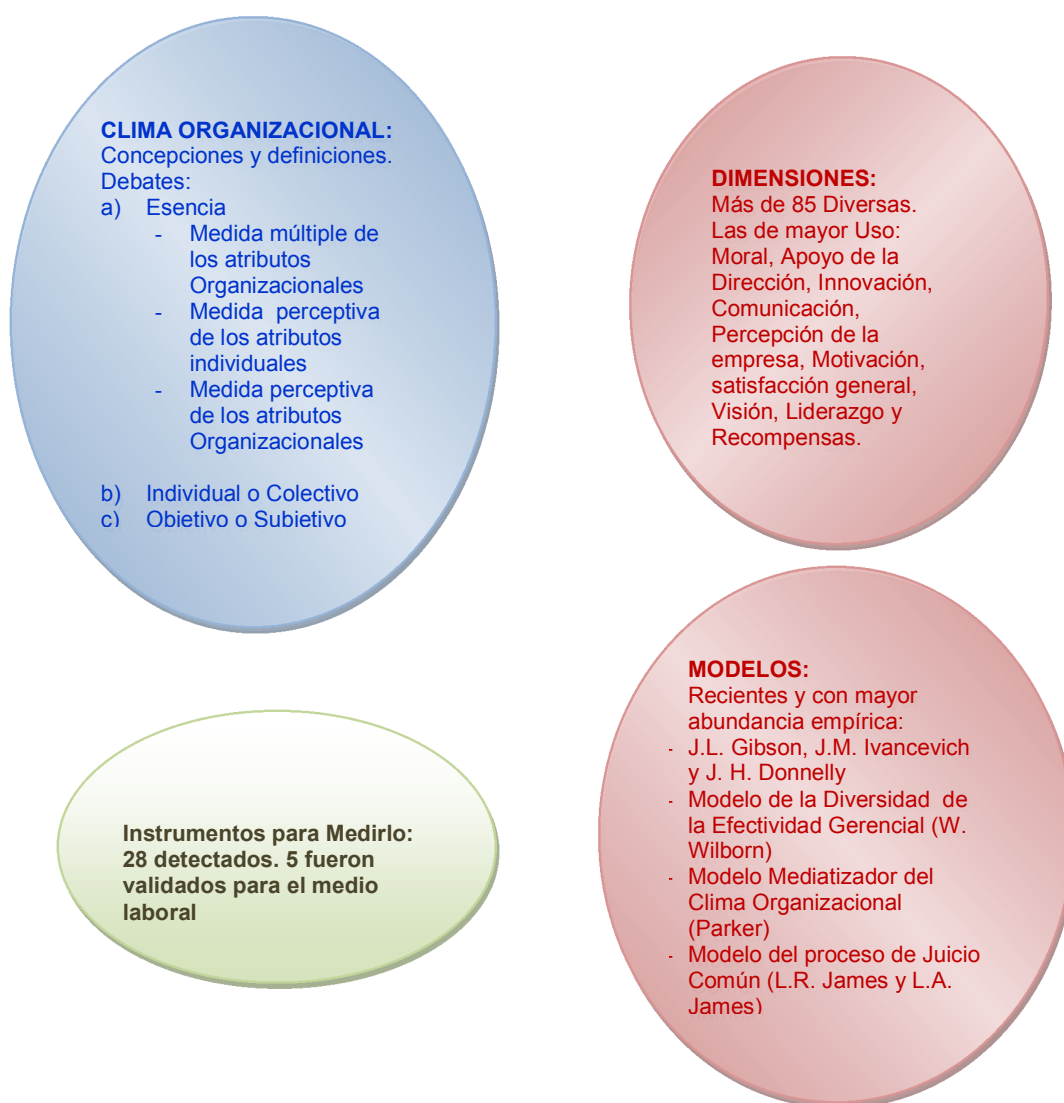 CLIMA ORGANIZACIONAL:
Concepciones y definiciones.
Debates:
a) Esencia
- Medida múltiple de
los atributos
Organizacionales
- Medida perceptiva
de los atributos
individuales
- Medida perceptiva
de los atributos
Organizacionales
b) Individual o Colectivo
c) Objetivo o Subjetivo
DIMENSIONES:
Más de 85 Diversas.
Las de mayor Uso:
Moral, Apoyo de la
Dirección, Innovación,
Comunicación,
Percepción de la
empresa, Motivación,
satisfacción general,
Visión, Liderazgo y
Recompensas.
Instrumentos para Medirlo:
28 detectados. 5 fueron
validados para el medio
laboral
MODELOS:
Recientes y con mayor
abundancia empírica:
- J.L. Gibson, J.M. Ivancevich
y J. H. Donnelly
- Modelo de la Diversidad de
la Efectividad Gerencial (W.
Wilborn)
- Modelo Mediatizador del
Clima Organizacional
(Parker)
- Modelo del proceso de Juicio
Común (L.R. James y L.A.
James)